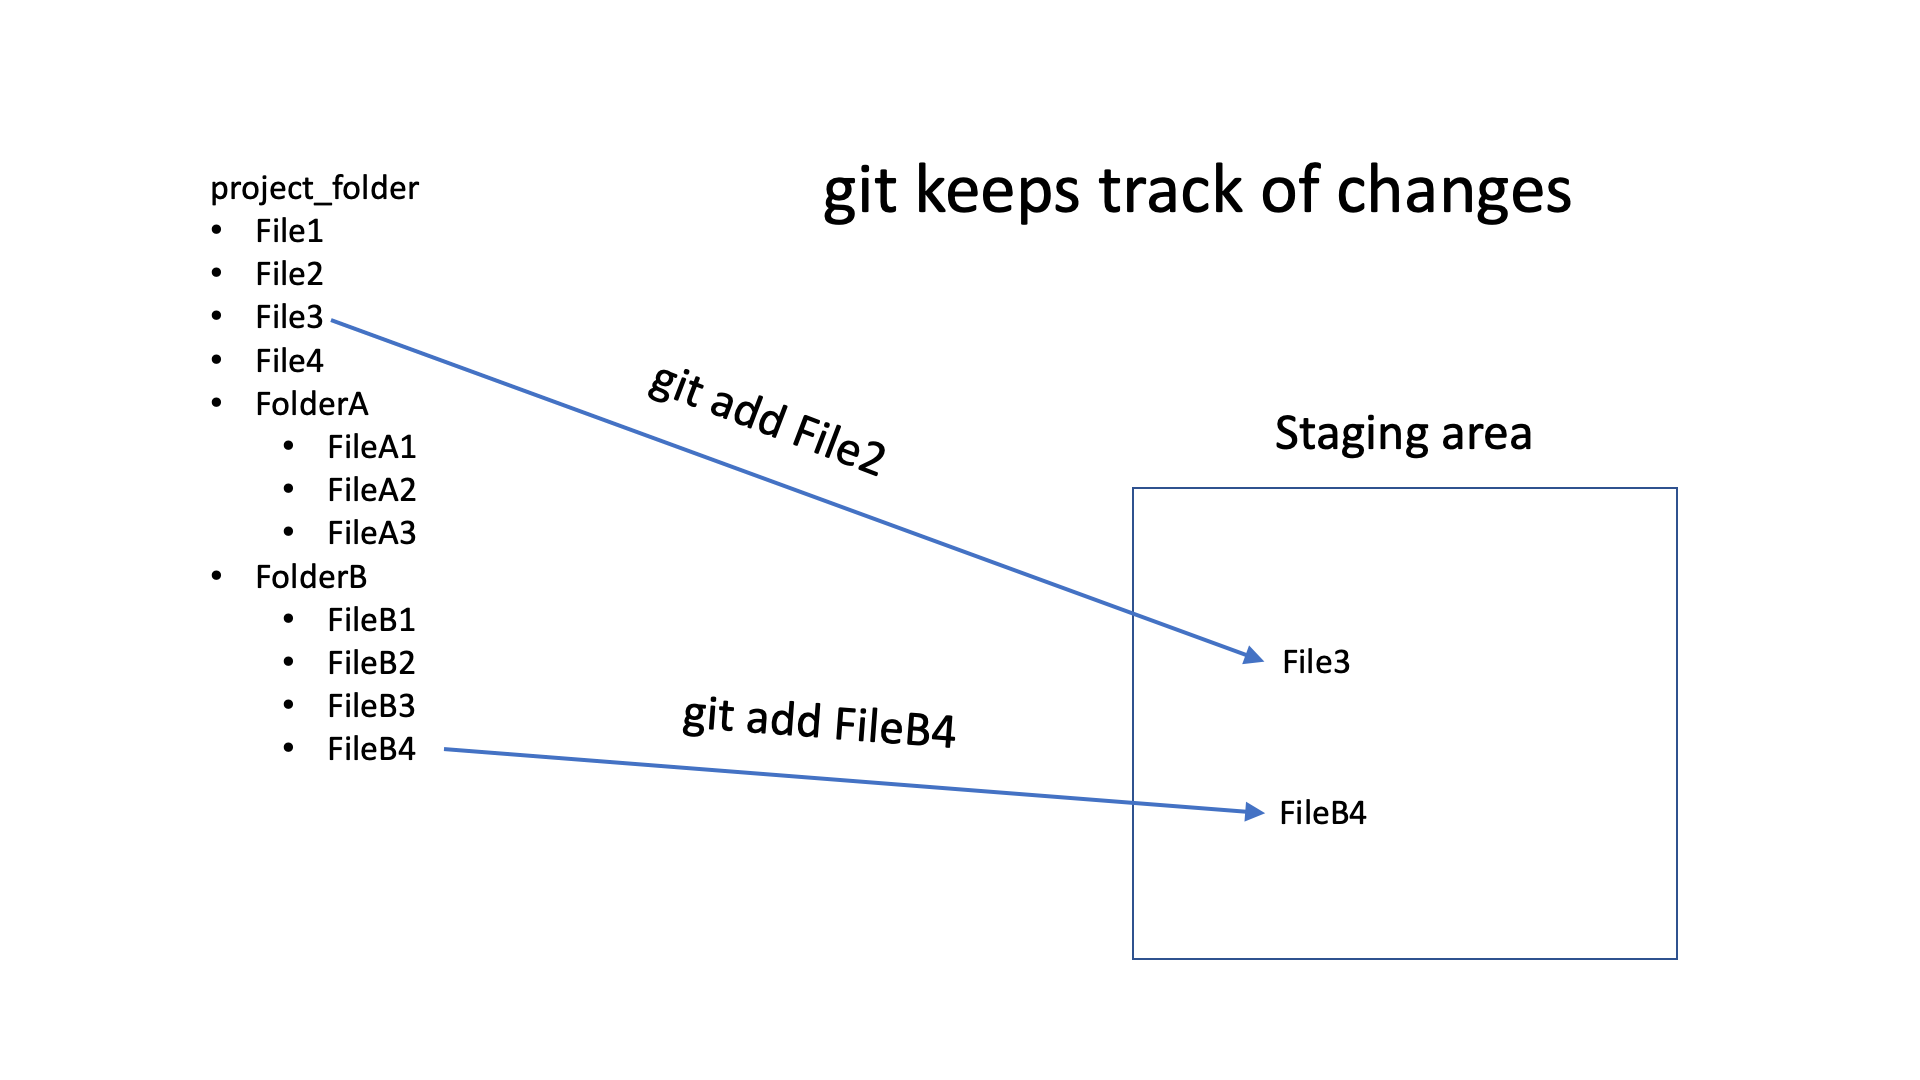 git keeps track of changes
project_folder
• File1
• File2
• File3
• File4
• FolderA
• FileA1
• FileA2
• FileA3
• FolderB
• FileB1
• FileB2
• FileB3
• FileB4
git add File2
git add FileB4
Staging area
File3
FileB4